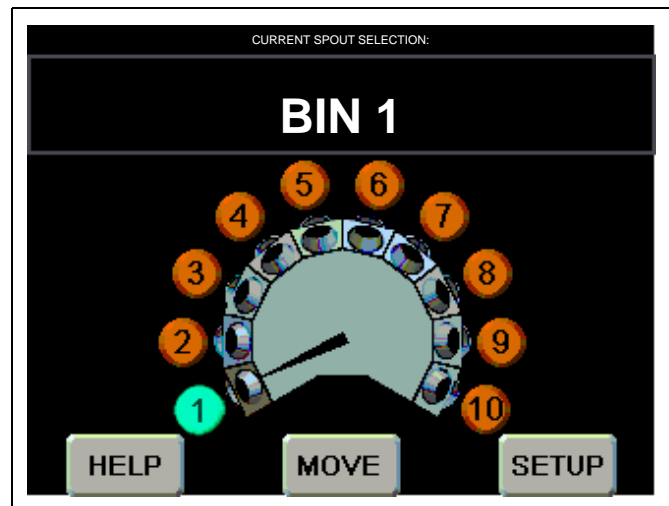 CURRENT SPOUT SELECTION:
BIN 1
5 6
4 7
3 8
2 9
1 10
HELP MOVE SETUP